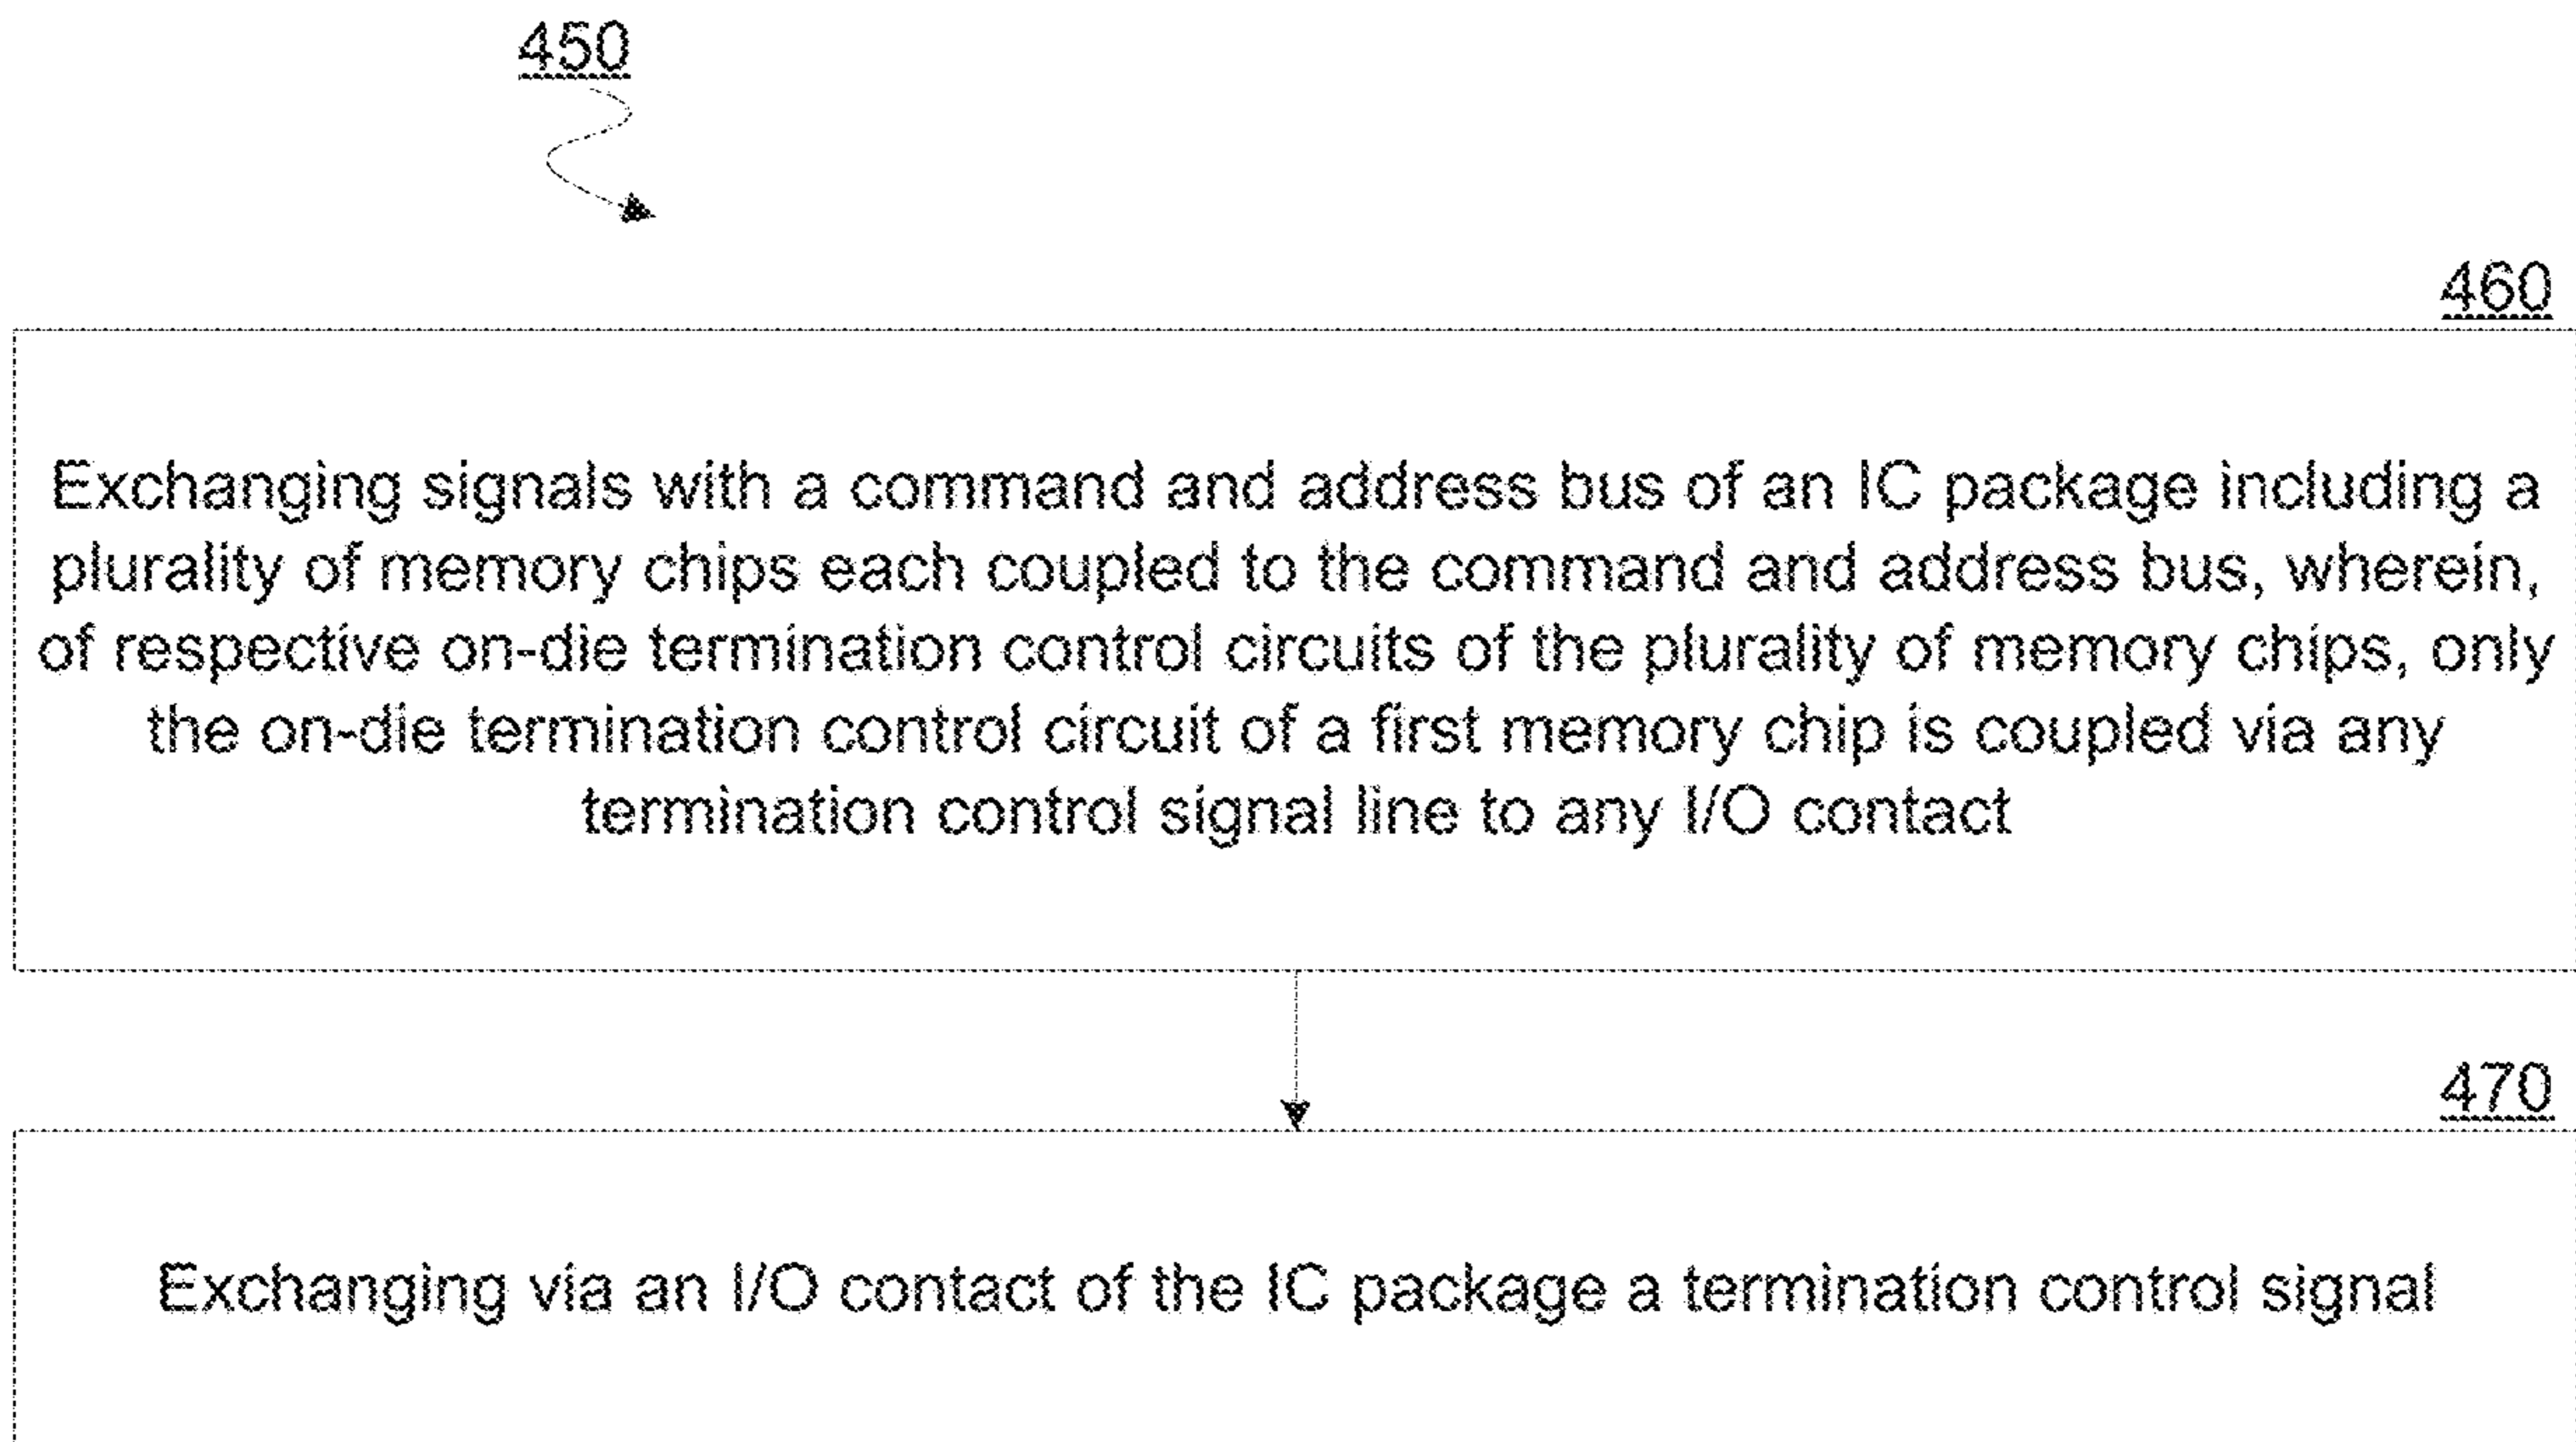 450
460
Exchanging signals with a command and address bus of an IC package including a
plurality of memory chips each coupled to the command and address bus, wherein,
of respective on-die termination control circuits of the plurality of memory chips, only
the on-die termination control circuit of a first memory chip is coupled via any
termination control signal line to any I/O contact
470
Exchanging via an I/O contact of the IC package a termination control signal